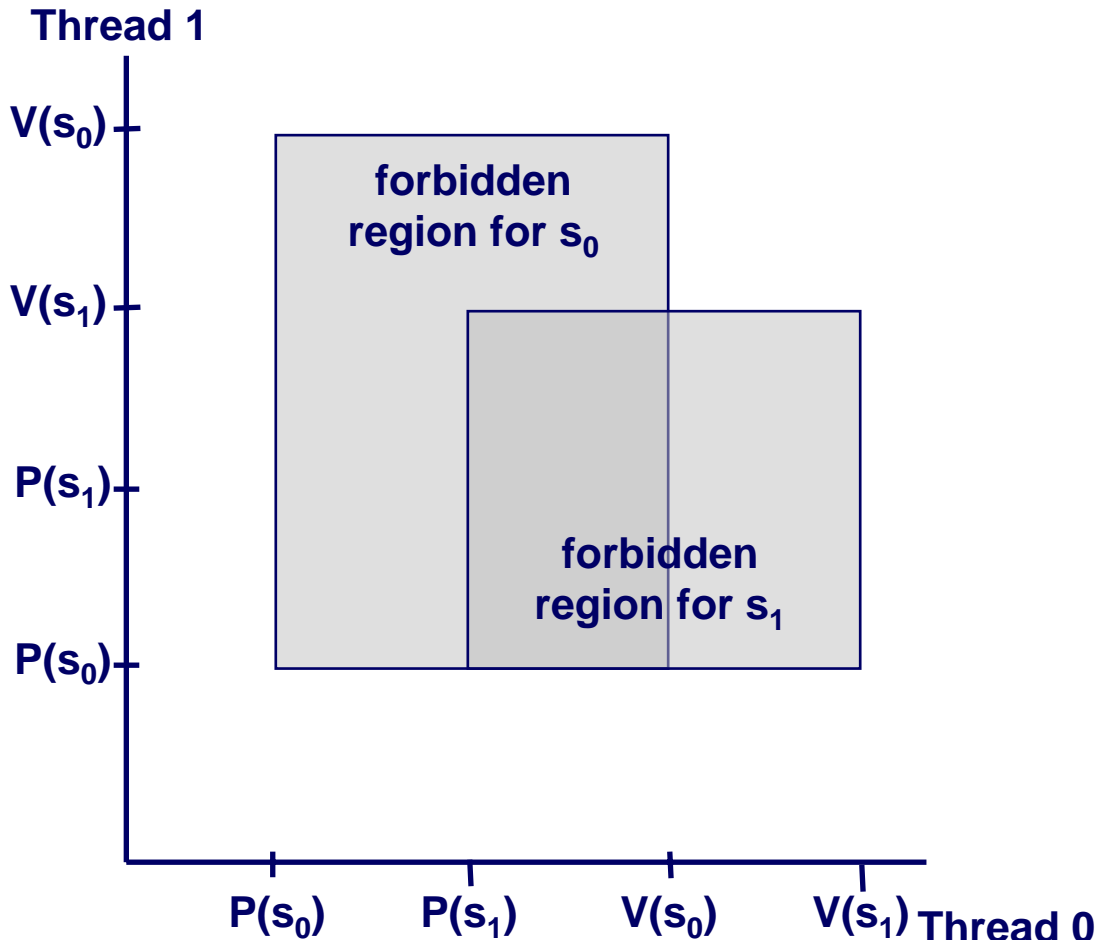 Thread 1
V(s₀)
forbidden
region for s₀
V(s₁)
P(s₁)
forbidden
region for s₁
P(s₀)
P(s₀) P(s₁) V(s₀) V(s₁) Thread 0